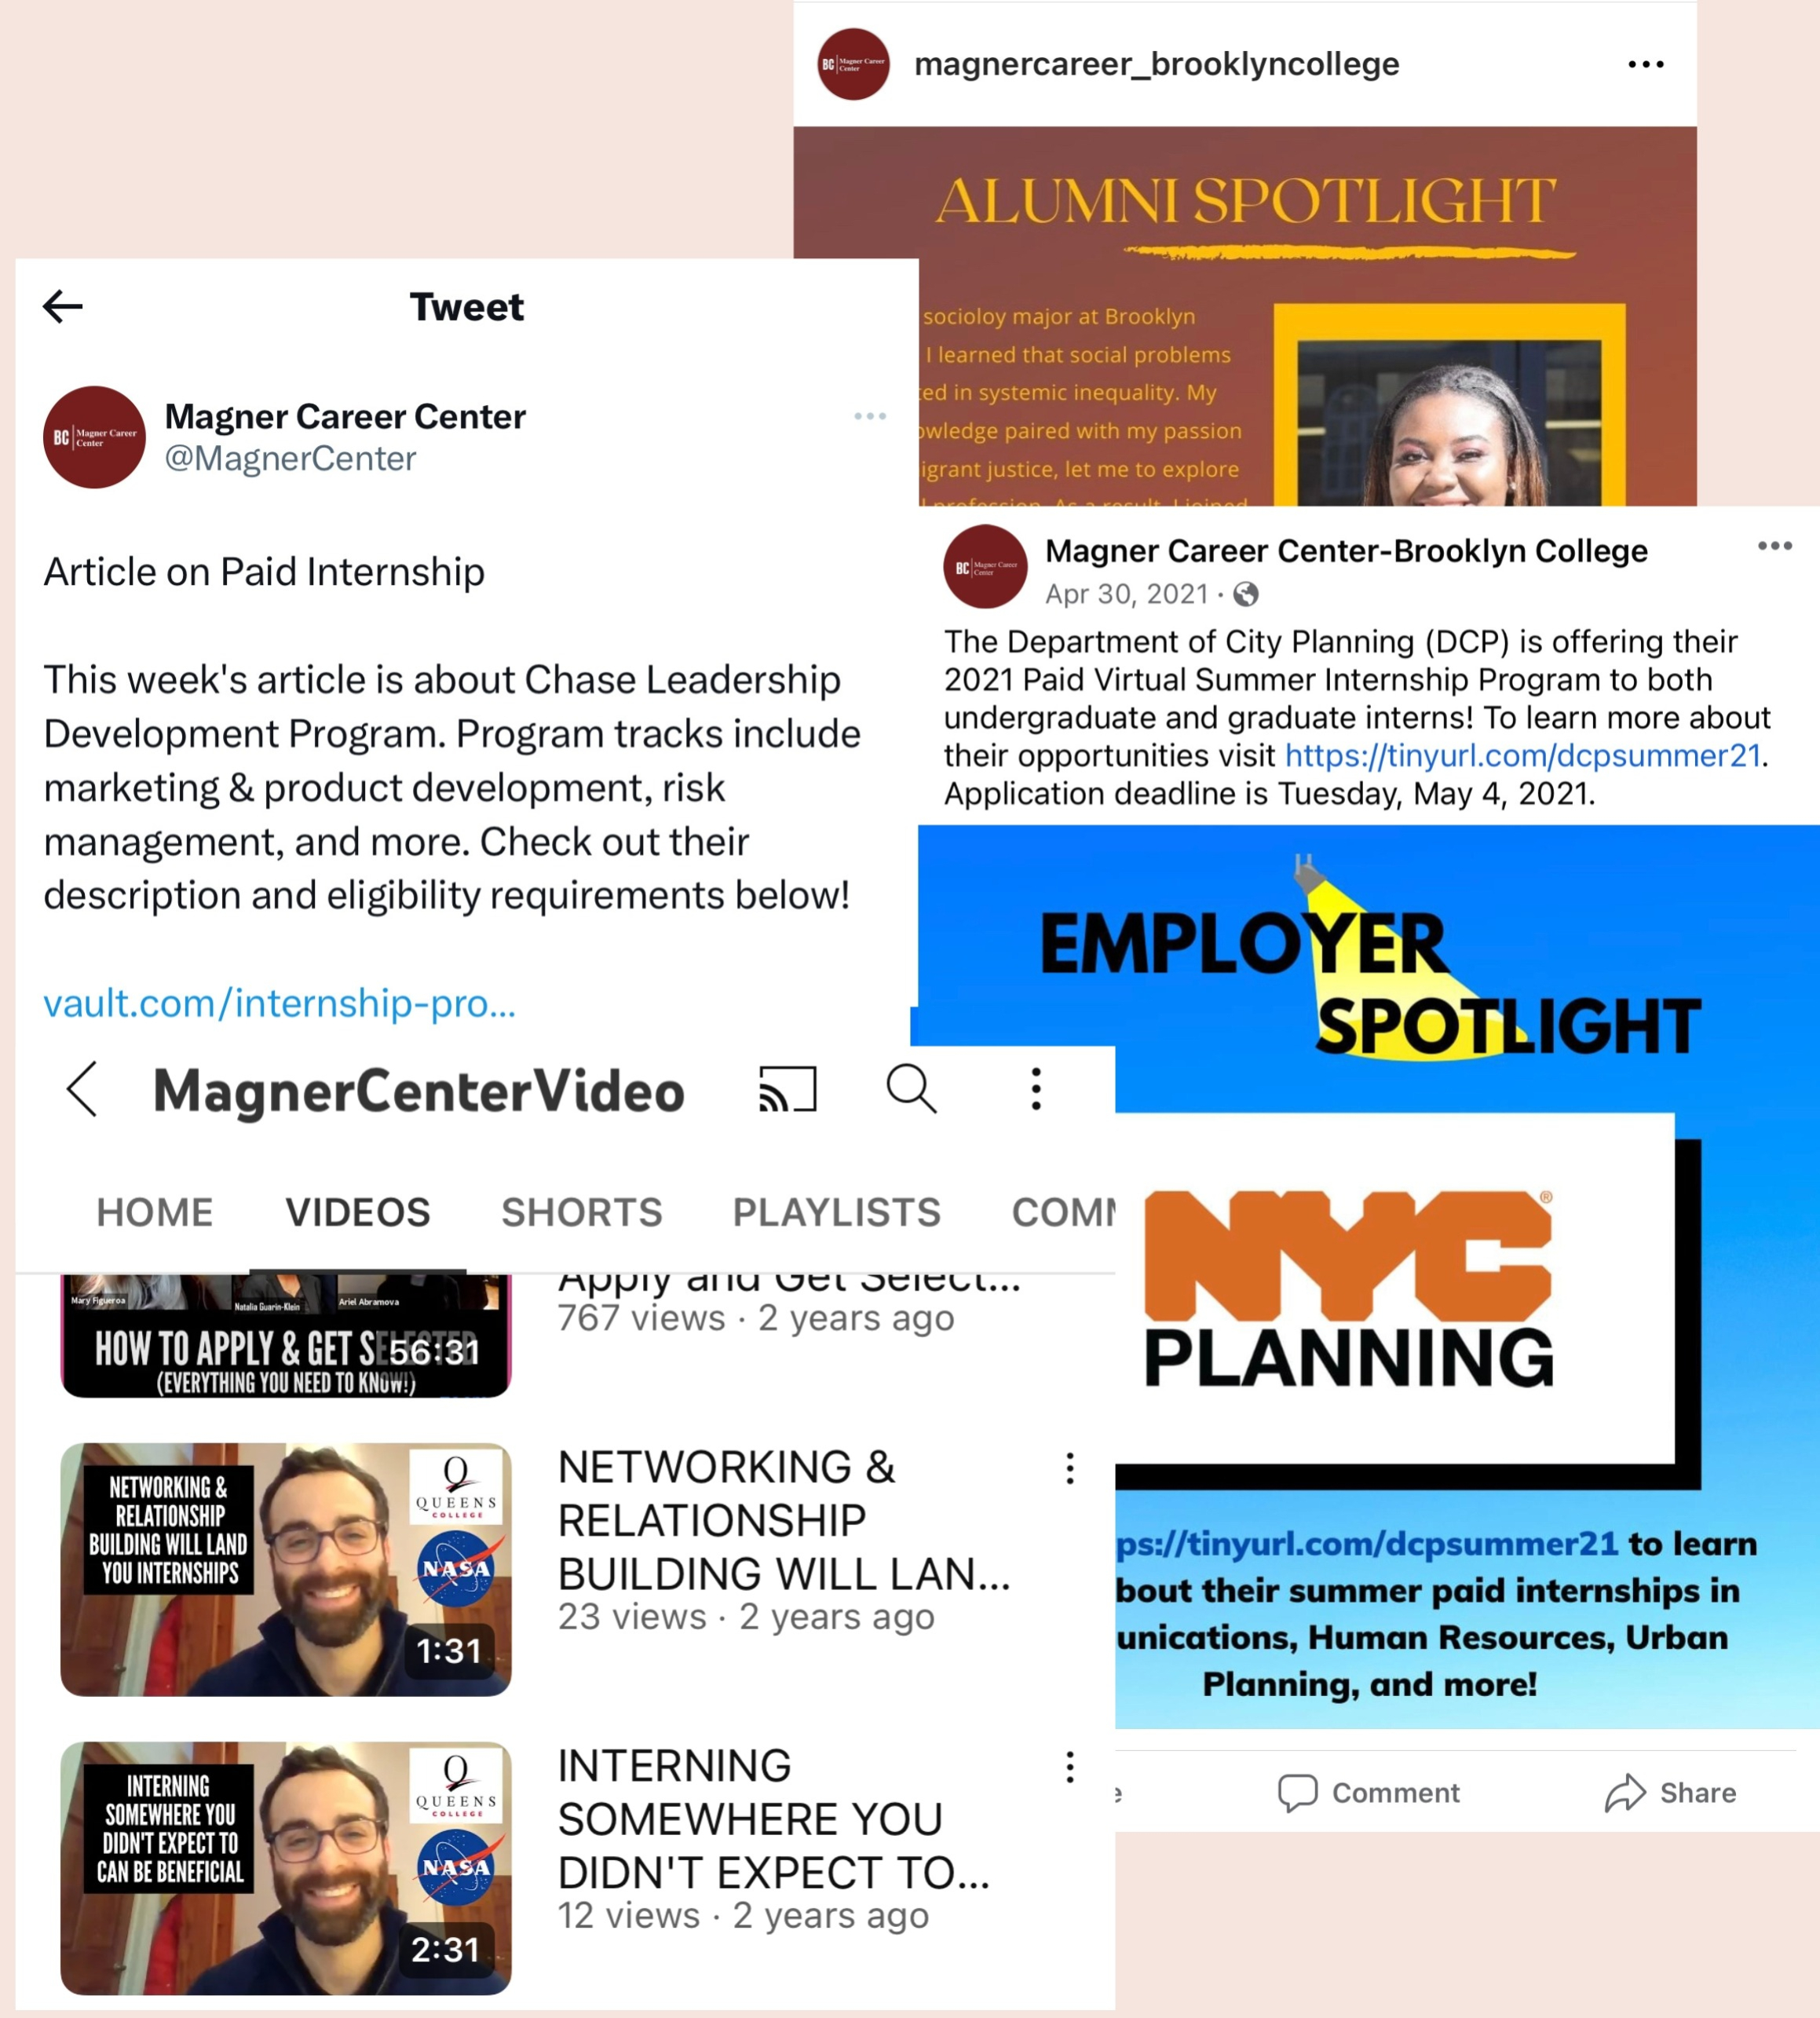 BC Magner Career
Center
magnercareer_brooklyncollege
ALUMNI SPOTLIGHT
socioloy major at Brooklyn
I learned that social problems
ed in systemic inequality. My
owledge paired with my passion
igrant justice, let me to explore
l profession. As a result, I joined
Tweet
BC Magner Career
Center
Magner Career Center
@MagnerCenter
Article on Paid Internship
This week's article is about Chase Leadership
Development Program. Program tracks include
marketing & product development, risk
management, and more. Check out their
description and eligibility requirements below!
vault.com/internship-pro...
BC Magner Career
Center
Magner Career Center-Brooklyn College
Apr 30, 2021 ·
The Department of City Planning (DCP) is offering their
2021 Paid Virtual Summer Internship Program to both
undergraduate and graduate interns! To learn more about
their opportunities visit https://tinyurl.com/dcpsummer21.
Application deadline is Tuesday, May 4, 2021.
EMPLOYER
SPOTLIGHT
NYC®
PLANNING
ps://tinyurl.com/dcpsummer21 to learn
bout their summer paid internships in
unications, Human Resources, Urban
Planning, and more!
Comment
Share
MagnerCenterVideo
HOME VIDEOS SHORTS PLAYLISTS COMM
Mary Figueroa
Natalia Guarin-Klein
Ariel Abramova
HOW TO APPLY & GET SELECTED
(EVERYTHING YOU NEED TO KNOW!)
56:31
Apply and Get Select...
767 views · 2 years ago
NETWORKING &
RELATIONSHIP
BUILDING WILL LAND
YOU INTERNSHIPS
Q
QUEENS
COLLEGE
NASA
1:31
NETWORKING &
RELATIONSHIP
BUILDING WILL LAN...
23 views · 2 years ago
INTERNING
SOMEWHERE YOU
DIDN'T EXPECT TO
CAN BE BENEFICIAL
Q
QUEENS
COLLEGE
NASA
2:31
INTERNING
SOMEWHERE YOU
DIDN'T EXPECT TO...
12 views · 2 years ago